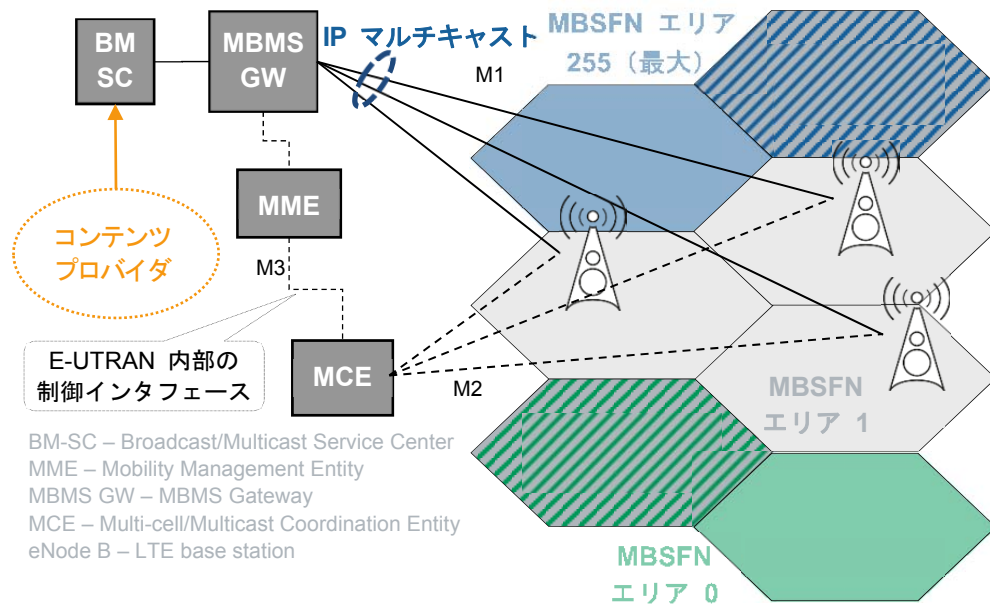 BM
SC
MBMS
GW
IP マルチキャスト
M1
MBSFN エリア
255（最大）
MME
コンテンツ
プロバイダ
M3
E-UTRAN 内部の
制御インタフェース
MCE
M2
MBSFN
エリア 1
BM-SC – Broadcast/Multicast Service Center
MME – Mobility Management Entity
MBMS GW – MBMS Gateway
MCE – Multi-cell/Multicast Coordination Entity
eNode B – LTE base station
MBSFN
エリア 0